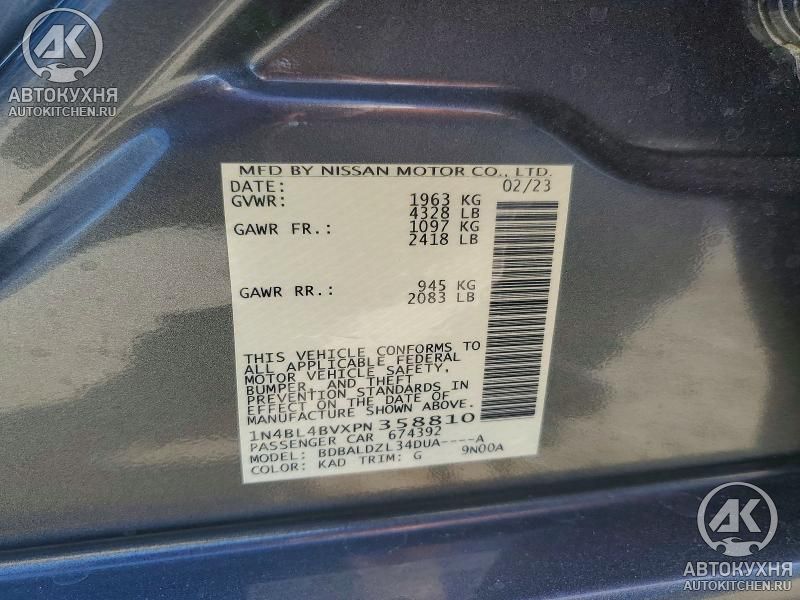 АК
АВТОКУХНЯ
AUTOKITCHEN.RU
MFD BY NISSAN MOTOR CO., LTD.
DATE: 02/23
GVWR: 1963 KG
4328 LB
GAWR FR.: 1097 KG
2418 LB
GAWR RR.: 945 KG
2083 LB
THIS VEHICLE CONFORMS TO
ALL APPLICABLE FEDERAL
MOTOR VEHICLE SAFETY,
BUMPER, AND THEFT
PREVENTION STANDARDS IN
EFFECT ON THE DATE OF
MANUFACTURE SHOWN ABOVE.
1N4BL4BVXPN358810
PASSENGER CAR 674392
MODEL: BDBALDZL34DUA----A
COLOR: KAD TRIM: G 9N00A
АК
АВТОКУХНЯ
AUTOKITCHEN.RU